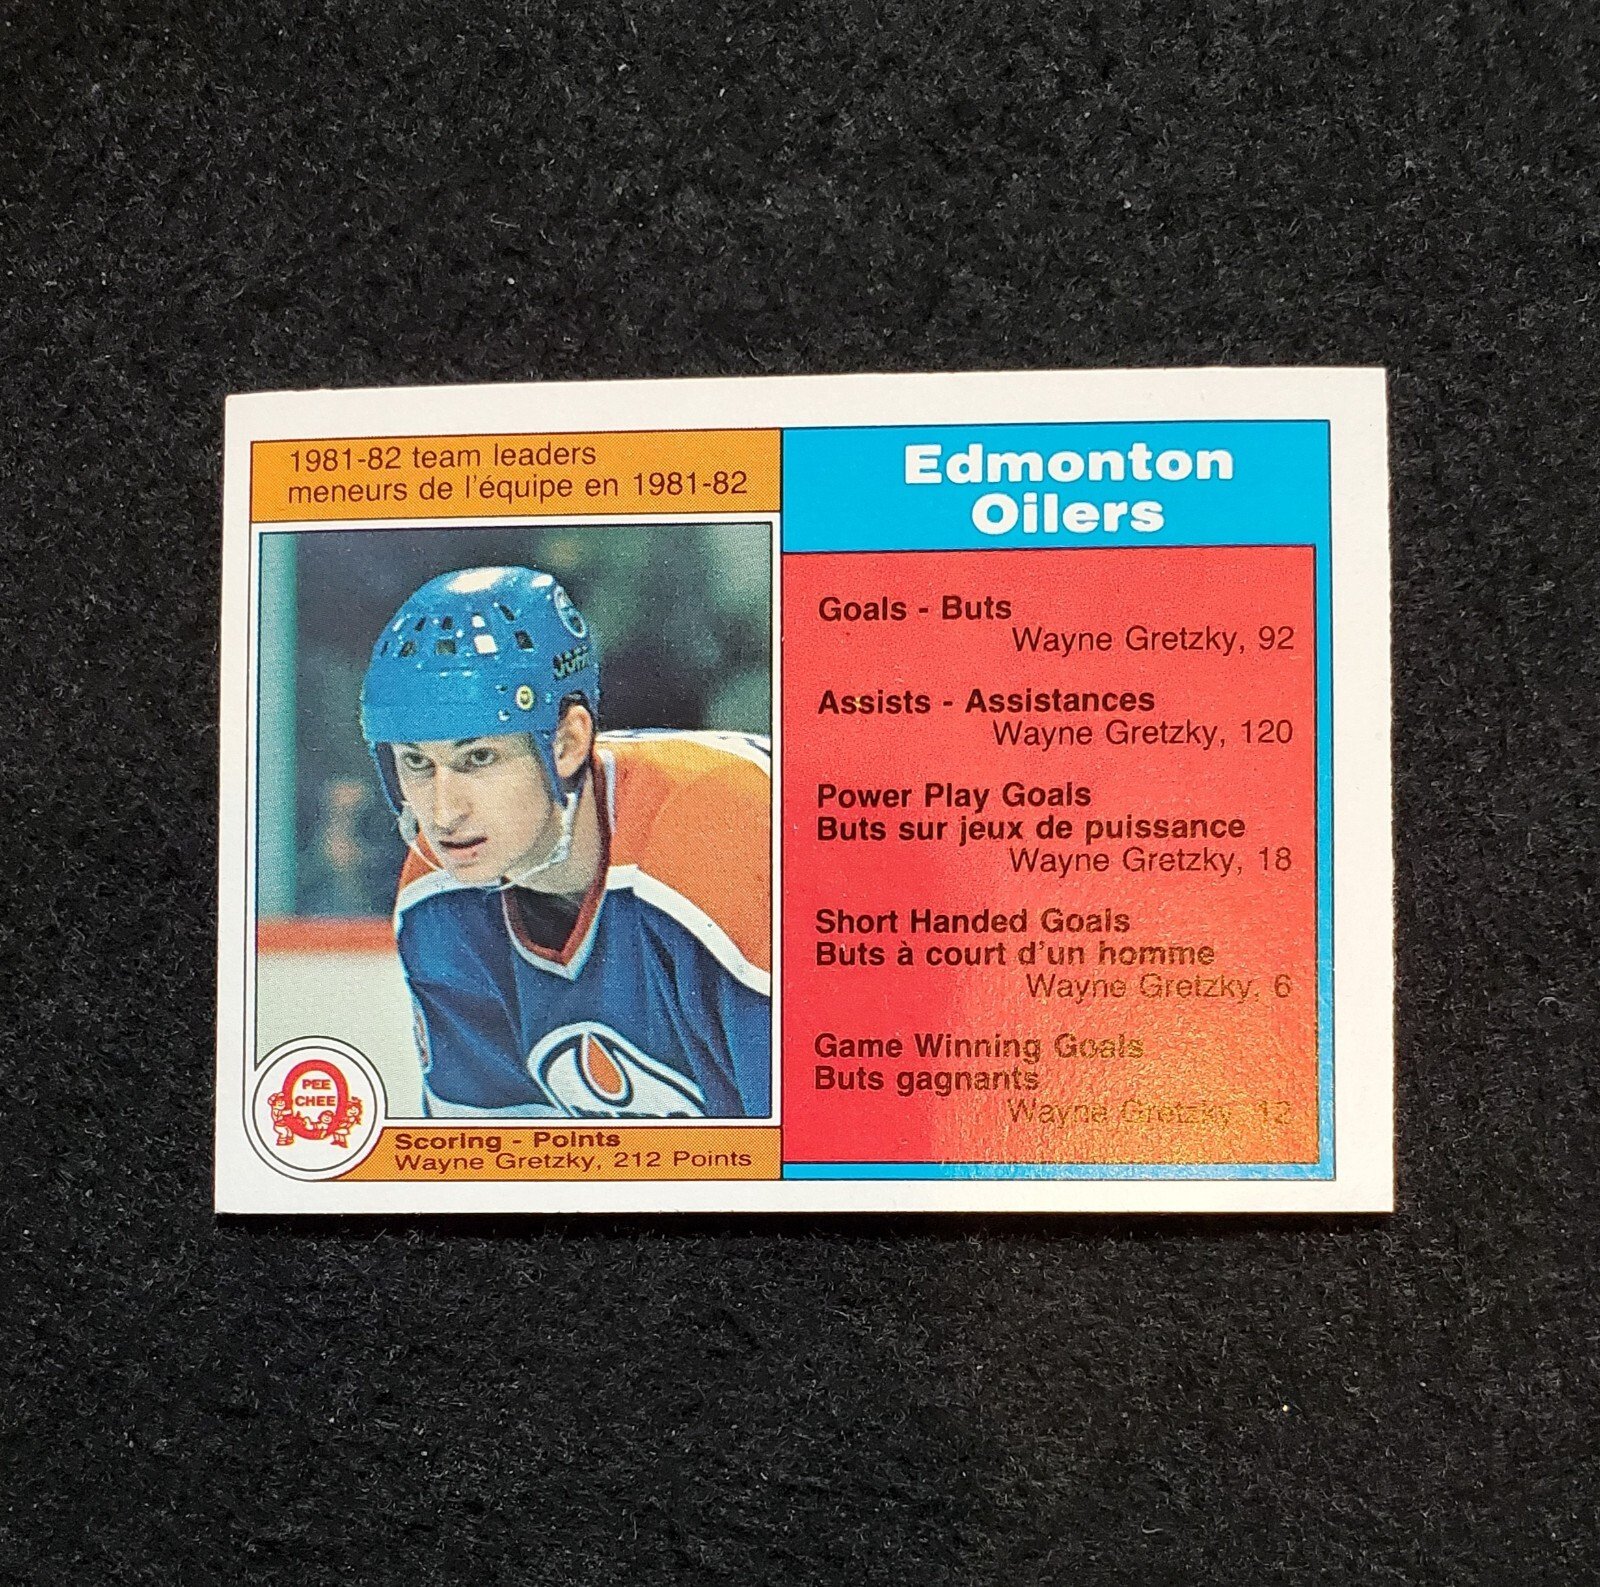 1981-82 team leaders
meneurs de l'équipe en 1981-82
Edmonton
Oilers
Goals - Buts
Wayne Gretzky, 92
Assists - Assistances
Wayne Gretzky, 120
Power Play Goals
Buts sur jeux de puissance
Wayne Gretzky, 18
Short Handed Goals
Buts à court d'un homme
Wayne Gretzky, 6
Game Winning Goals
Buts gagnants
Wayne Gretzky, 12
PEE
CHEE
Scoring - Points
Wayne Gretzky, 212 Points